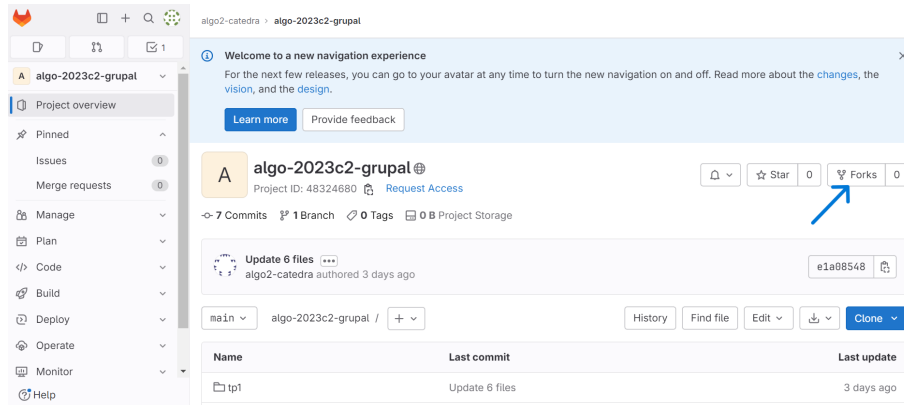 algo2-catedra › algo-2023c2-grupal
1
A algo-2023c2-grupal
Project overview
Pinned
Issues 0
Merge requests 0
Manage
Plan
Code
Build
Deploy
Operate
Monitor
Help
Welcome to a new navigation experience
For the next few releases, you can go to your avatar at any time to turn the new navigation on and off. Read more about the changes, the
vision, and the design.
Learn more Provide feedback
A
algo-2023c2-grupal
Project ID: 48324680 Request Access
Star 0 Forks 0
7 Commits 1 Branch 0 Tags 0 B Project Storage
Update 6 files
algo2-catedra authored 3 days ago
e1a08548
main algo-2023c2-grupal / +
History Find file Edit Clone
Name Last commit Last update
tp1 Update 6 files 3 days ago